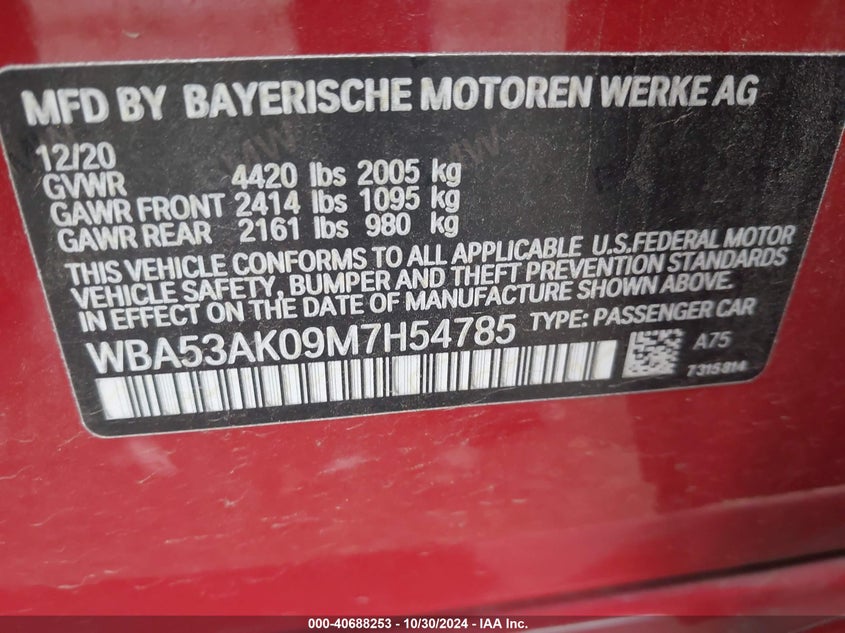 MFD BY BAYERISCHE MOTOREN WERKE AG
12/20
GVWR 4420 lbs 2005 kg
GAWR FRONT 2414 lbs 1095 kg
GAWR REAR 2161 lbs 980 kg
THIS VEHICLE CONFORMS TO ALL APPLICABLE U.S.FEDERAL MOTOR
VEHICLE SAFETY, BUMPER AND THEFT PREVENTION STANDARDS
IN EFFECT ON THE DATE OF MANUFACTURE SHOWN ABOVE.
WBA53AK09M7H54785 TYPE: PASSENGER CAR
A75
7315814
000-40688253 - 10/30/2024 - IAA Inc.